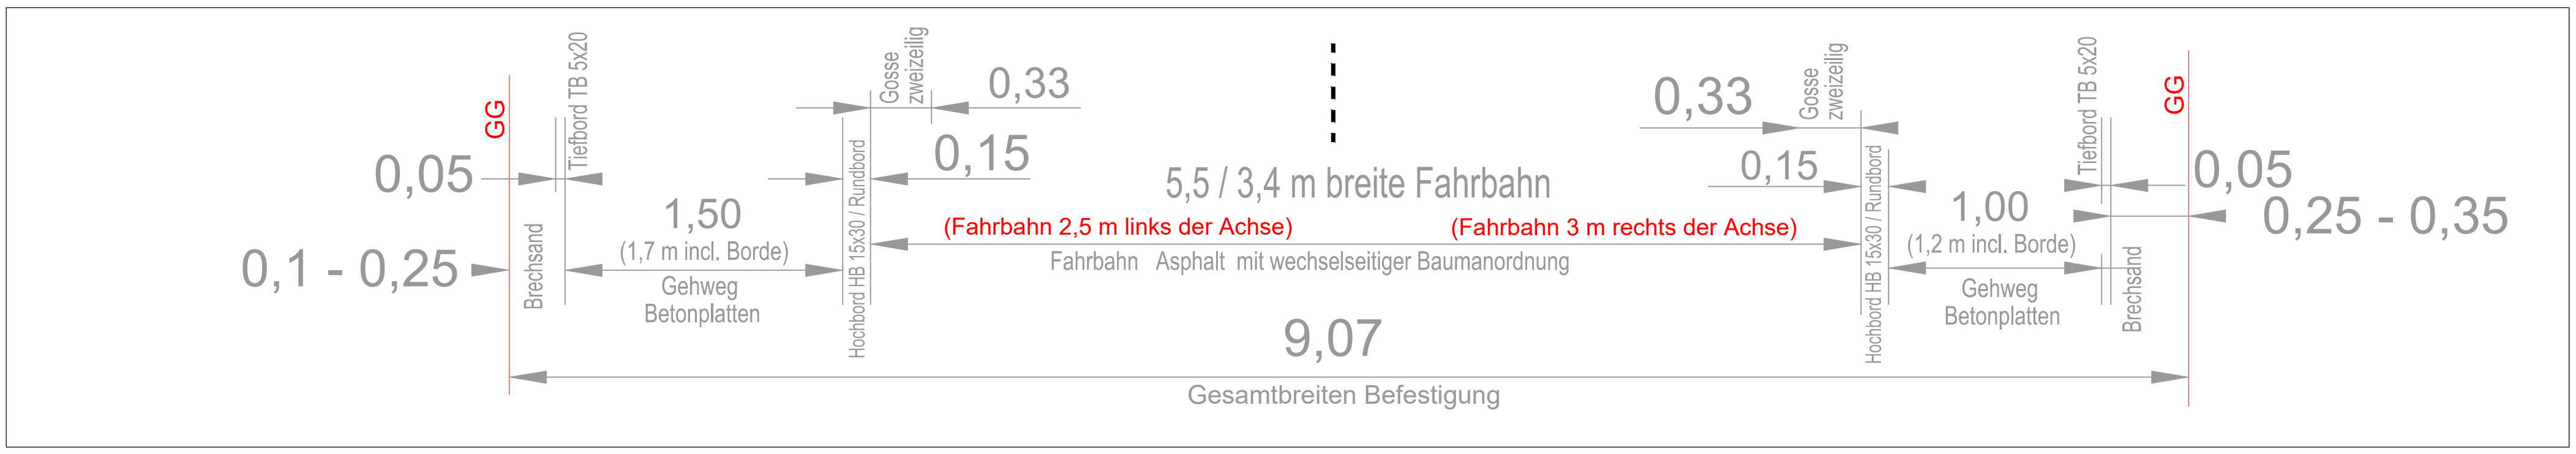 GG
Tiefbord TB 5x20
Gosse
zweizeilig
0,33
0,33
Gosse
zweizeilig
Tiefbord TB 5x20
GG
0,05
0,15
5,5 / 3,4 m breite Fahrbahn
0,15
0,05
1,50
(1,7 m incl. Borde)
Hochbord HB 15x30 / Rundbord
(Fahrbahn 2,5 m links der Achse)
(Fahrbahn 3 m rechts der Achse)
Hochbord HB 15x30 / Rundbord
1,00
(1,2 m incl. Borde)
0,25 - 0,35
0,1 - 0,25
Brechsand
Gehweg
Betonplatten
Fahrbahn Asphalt mit wechselseitiger Baumanordnung
Gehweg
Betonplatten
Brechsand
9,07
Gesamtbreiten Befestigung